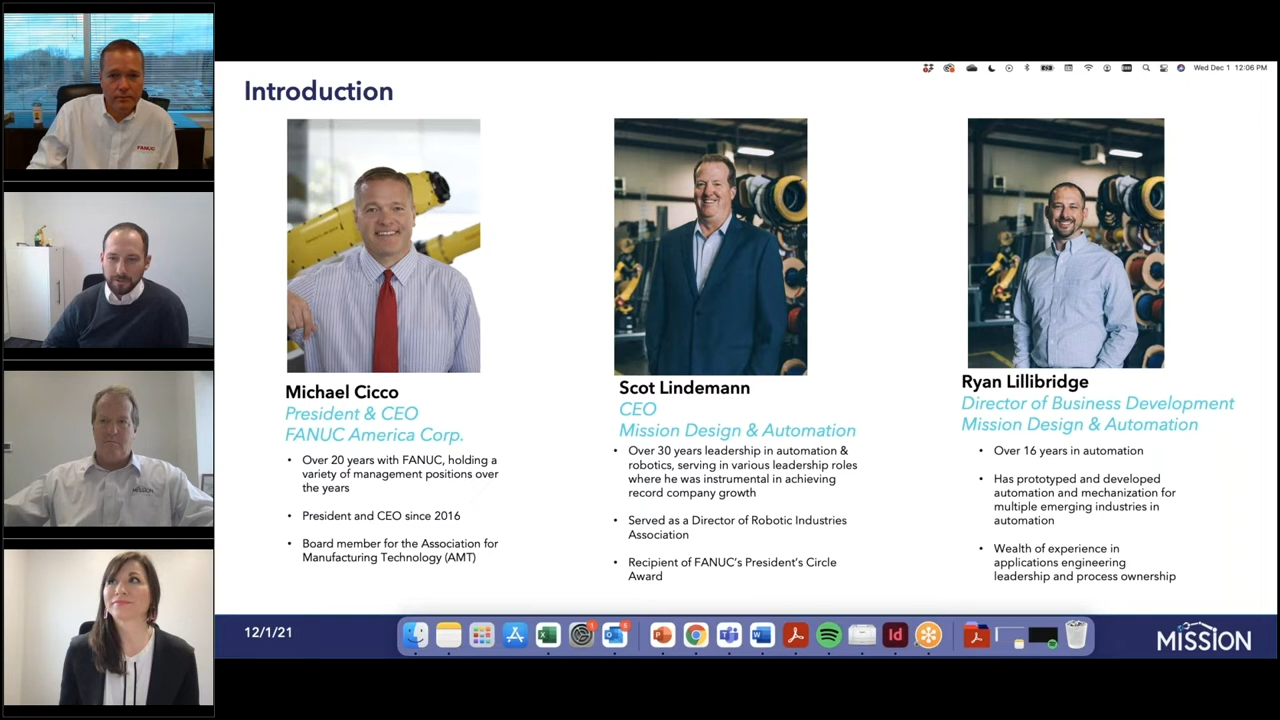 FANUC
MISSION
Wed Dec 1 12:06 PM
Introduction
Michael Cicco
President & CEO
FANUC America Corp.
• Over 20 years with FANUC, holding a
variety of management positions over
the years
• President and CEO since 2016
• Board member for the Association for
Manufacturing Technology (AMT)
Scot Lindemann
CEO
Mission Design & Automation
• Over 30 years leadership in automation &
robotics, serving in various leadership roles
where he was instrumental in achieving
record company growth
• Served as a Director of Robotic Industries
Association
• Recipient of FANUC's President's Circle
Award
Ryan Lillibridge
Director of Business Development
Mission Design & Automation
• Over 16 years in automation
• Has prototyped and developed
automation and mechanization for
multiple emerging industries in
automation
• Wealth of experience in
applications engineering
leadership and process ownership
12/1/21
Id
MISSION